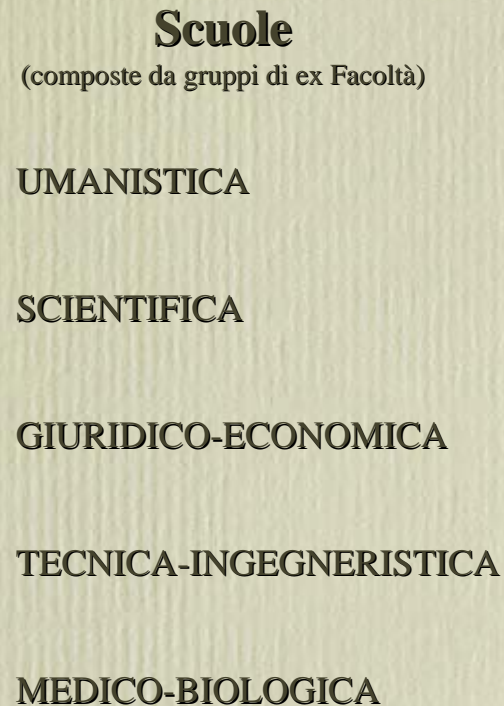 Scuole
(composte da gruppi di ex Facoltà)
UMANISTICA
SCIENTIFICA
GIURIDICO-ECONOMICA
TECNICA-INGEGNERISTICA
MEDICO-BIOLOGICA